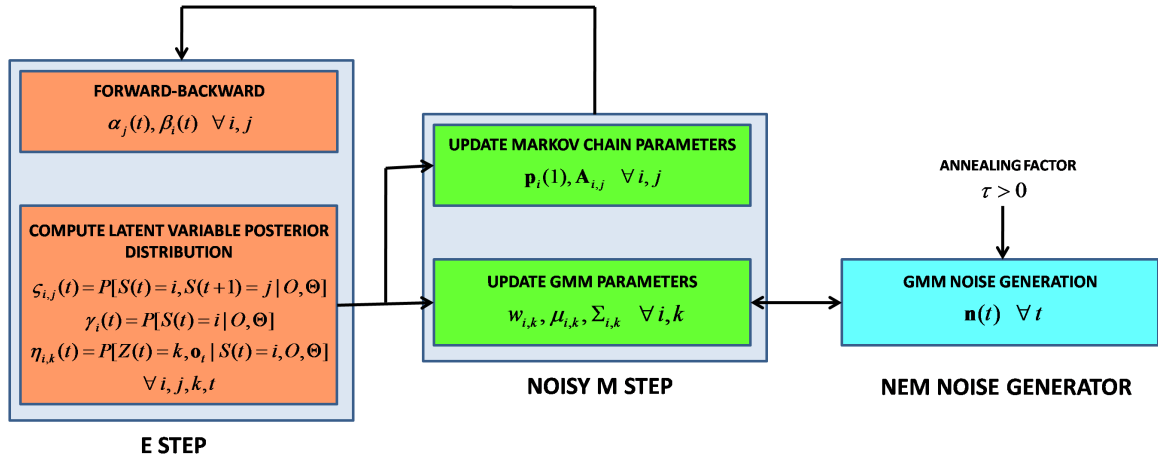 FORWARD-BACKWARD
α_j(t), β_i(t) ∀ i, j
COMPUTE LATENT VARIABLE POSTERIOR
DISTRIBUTION
ς_{i,j}(t) = P[S(t) = i, S(t+1) = j | O, Θ]
γ_i(t) = P[S(t) = i | O, Θ]
η_{i,k}(t) = P[Z(t) = k, o_t | S(t) = i, O, Θ]
∀ i, j, k, t
E STEP
UPDATE MARKOV CHAIN PARAMETERS
p_i(1), A_{i,j} ∀ i, j
UPDATE GMM PARAMETERS
w_{i,k}, μ_{i,k}, Σ_{i,k} ∀ i, k
NOISY M STEP
ANNEALING FACTOR
τ > 0
GMM NOISE GENERATION
n(t) ∀ t
NEM NOISE GENERATOR